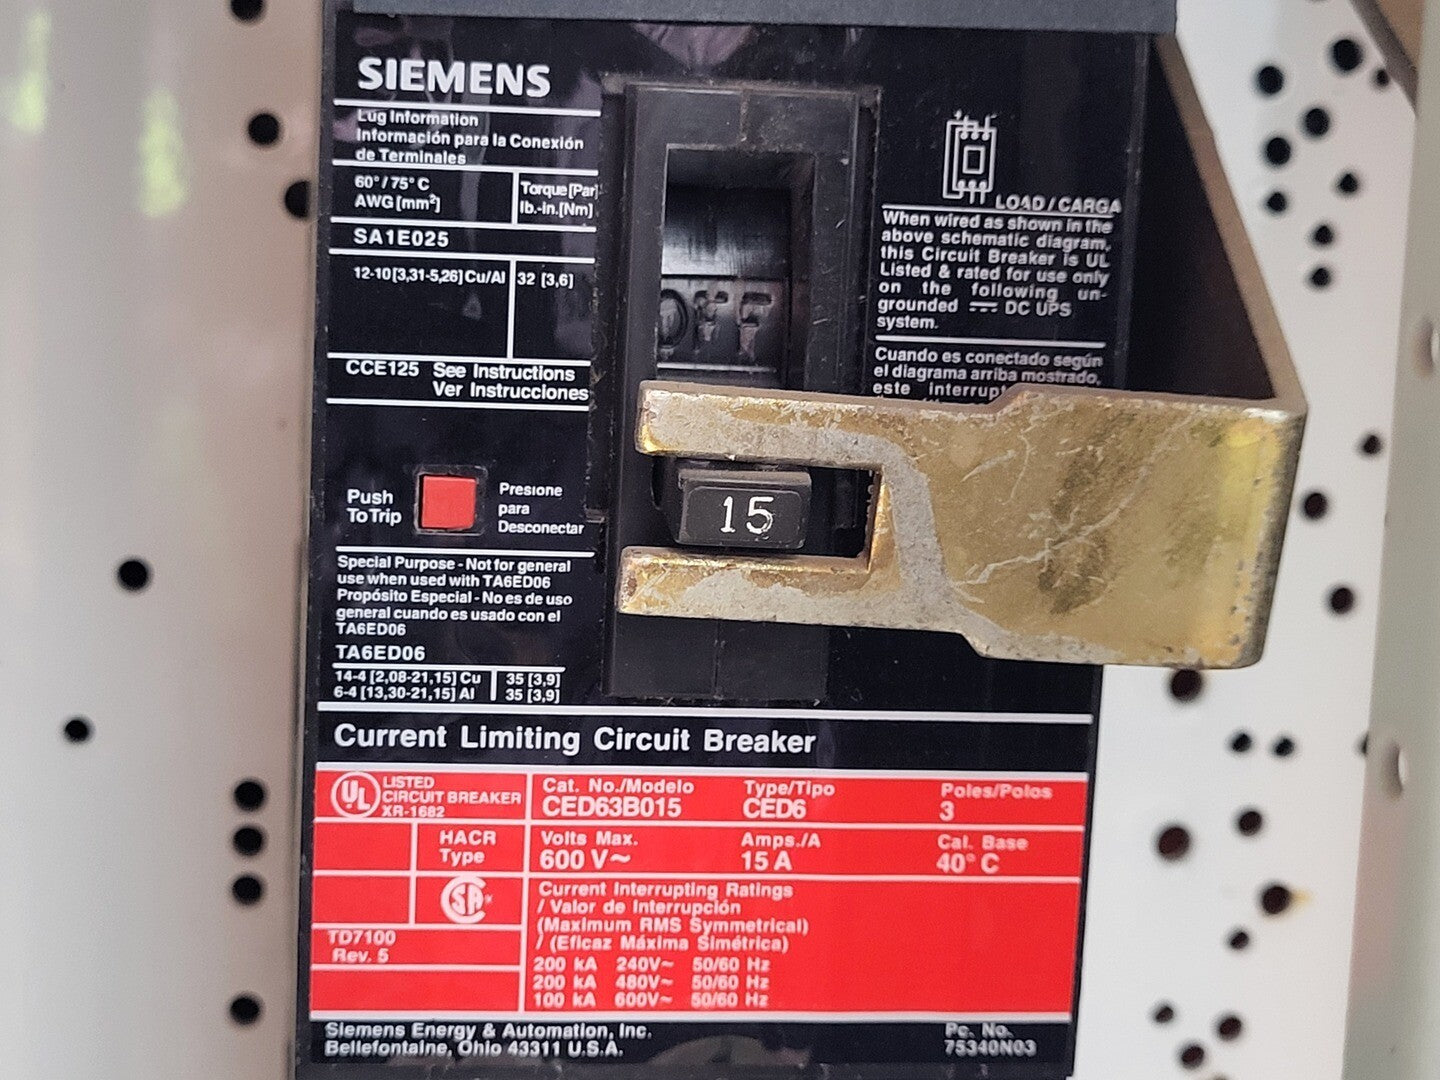 SIEMENS
Lug Information
Información para la Conexión
de Terminales
60°/75°C
AWG [mm²]
Torque[Par]
lb.-in.[Nm]
SA1E025
12-10[3,31-5,26]Cu/Al
32 [3,6]
CCE125 See Instructions
Ver Instrucciones
Push
To Trip
Presione
para
Desconectar
Special Purpose - Not for general
use when used with TA6ED06
Propósito Especial - No es de uso
general cuando es usado con el
TA6ED06
TA6ED06
14-4 [2,08-21,15] Cu
35 [3,9]
6-4 [13,30-21,15] Al
35 [3,9]
OFF
15
LOAD/CARGA
When wired as shown in the
above schematic diagram,
this Circuit Breaker is UL
Listed & rated for use only
on the following un-
grounded DC UPS
system.
Cuando es conectado según
el diagrama arriba mostrado,
este
Current Limiting Circuit Breaker
UL
LISTED
CIRCUIT BREAKER
XR-1682
Cat. No./Modelo
CED63B015
Type/Tipo
CED6
Poles/Polos
3
HACR
Type
Volts Max.
600 V~
Amps./A
15 A
Cal. Base
40° C
SA
Current Interrupting Ratings
/ Valor de Interrupción
(Maximum RMS Symmetrical)
/ (Eficaz Máxima Simétrica)
200 kA 240V~ 50/60 Hz
200 kA 480V~ 50/60 Hz
100 kA 600V~ 50/60 Hz
TD7100
Rev. 5
Siemens Energy & Automation, Inc.
Bellefontaine, Ohio 43311 U.S.A.
Pc. No.
75340N03